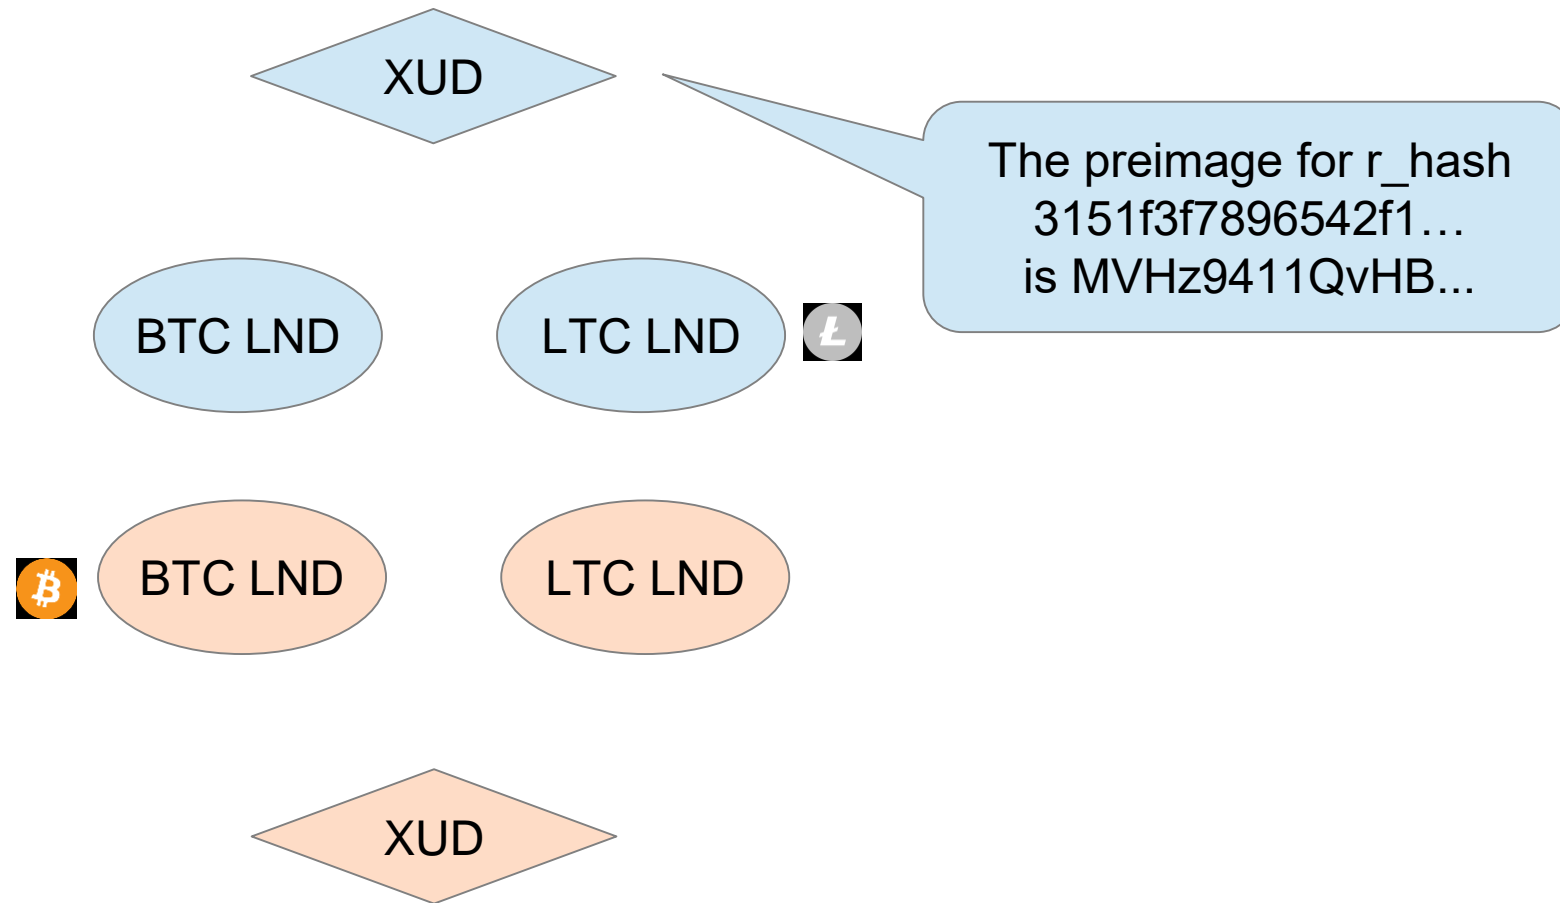 XUD
The preimage for r_hash
3151f3f7896542f1…
is MVHz9411QvHB...
BTC LND
LTC LND
BTC LND
LTC LND
XUD